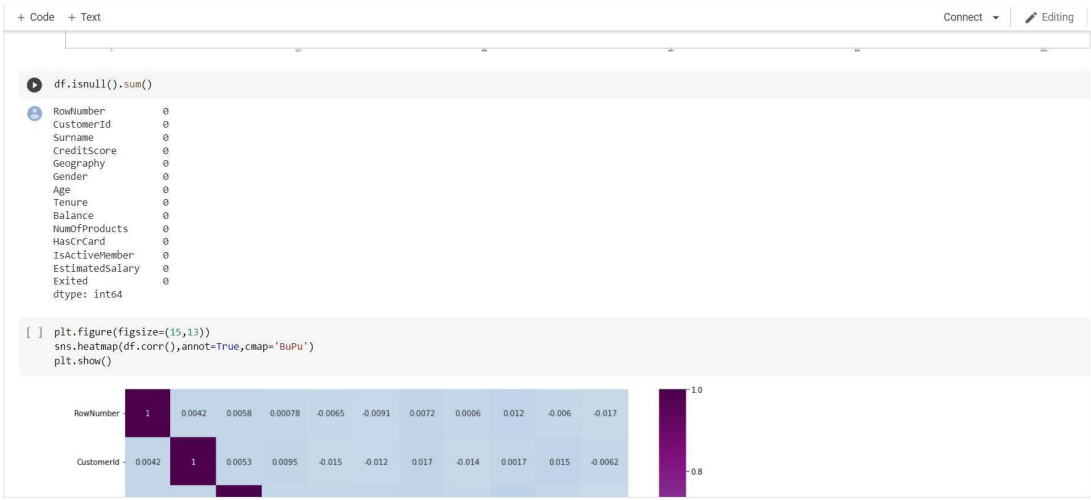 + Code + Text Connect Editing
df.isnull().sum()
RowNumber 0
CustomerId 0
Surname 0
CreditScore 0
Geography 0
Gender 0
Age 0
Tenure 0
Balance 0
NumOfProducts 0
HasCrCard 0
IsActiveMember 0
EstimatedSalary 0
Exited 0
dtype: int64
[ ] plt.figure(figsize=(15,13))
sns.heatmap(df.corr(),annot=True,cmap='BuPu')
plt.show()
1.0
RowNumber 1 0.0042 0.0058 0.00078 -0.0065 -0.0091 0.0072 0.0006 0.012 -0.006 -0.017
CustomerId 0.0042 1 0.0053 0.0095 -0.015 -0.012 0.017 -0.014 0.0017 0.015 -0.0062
0.8